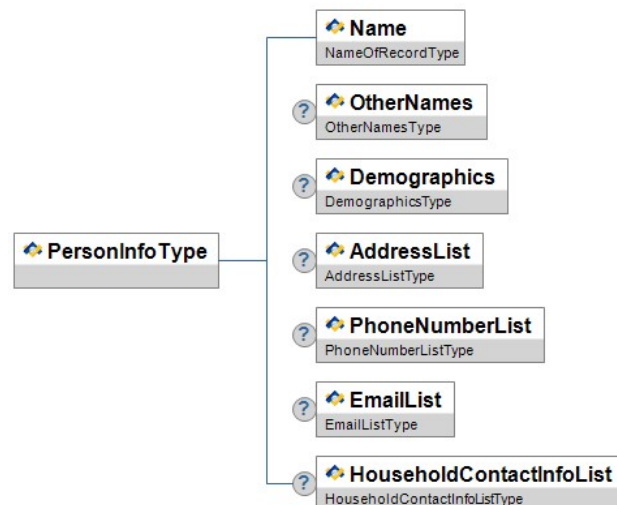 Name
NameOfRecordType
?
OtherNames
OtherNamesType
?
Demographics
DemographicsType
PersonInfoType
?
AddressList
AddressListType
?
PhoneNumberList
PhoneNumberListType
?
EmailList
EmailListType
?
HouseholdContactInfoList
HouseholdContactInfoListType